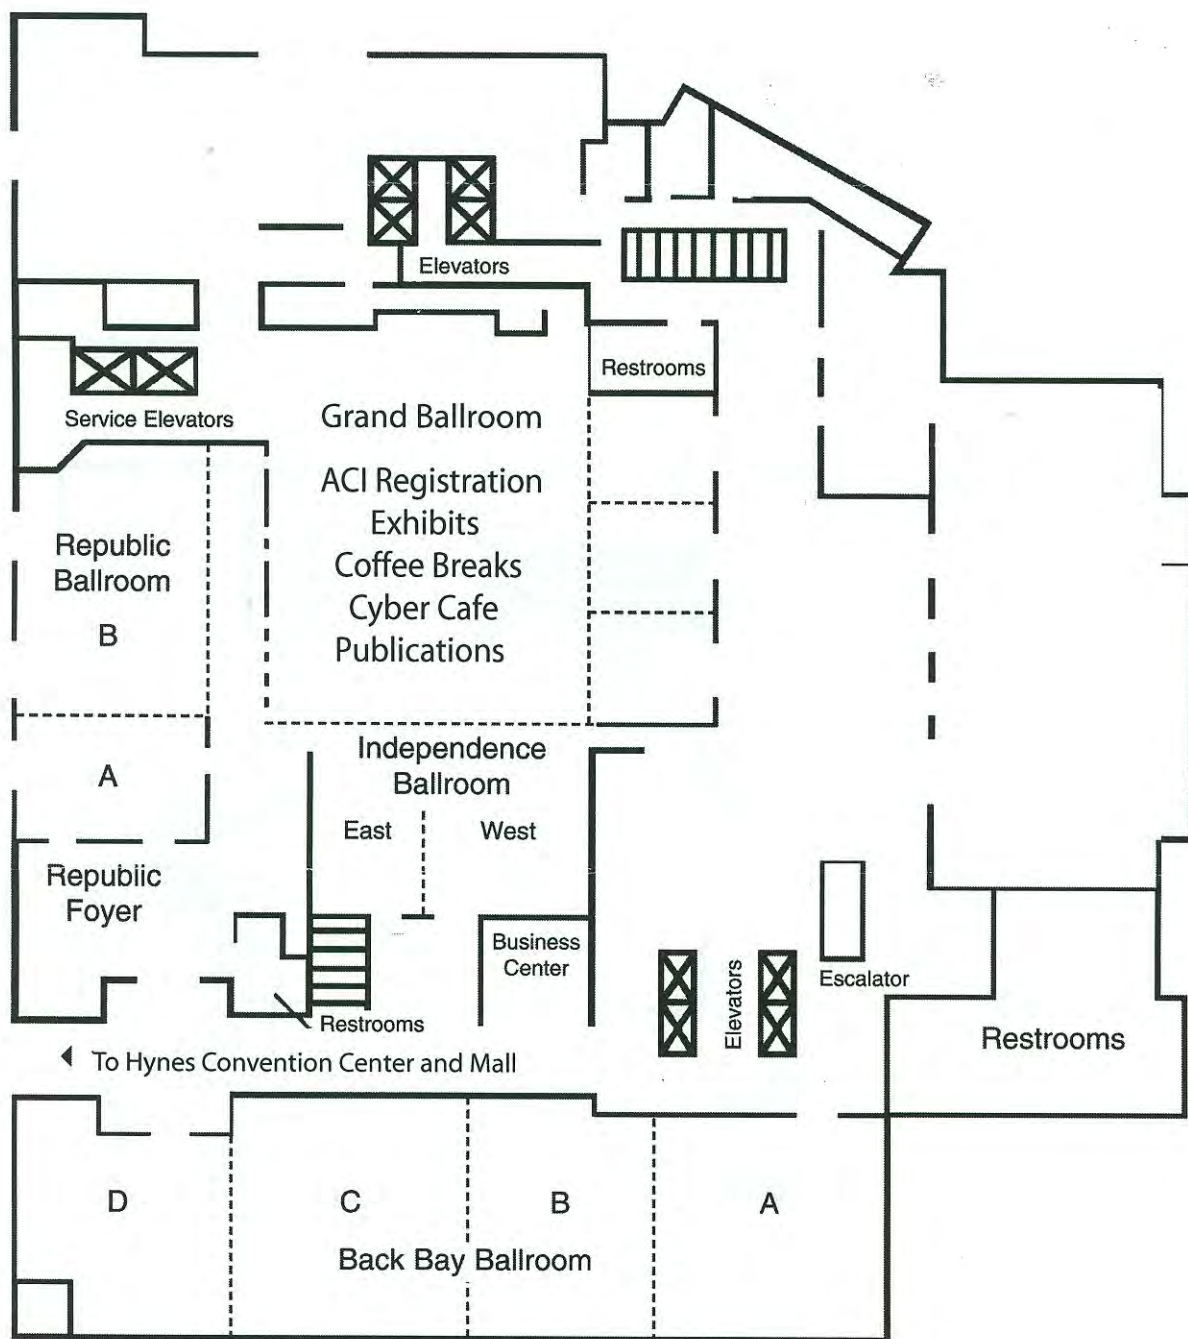 Elevators
Restrooms
Service Elevators
Grand Ballroom
ACI Registration
Exhibits
Coffee Breaks
Cyber Cafe
Publications
Republic
Ballroom
B
A
Independence
Ballroom
East
West
Republic
Foyer
Business
Center
Elevators
Escalator
Restrooms
Restrooms
To Hynes Convention Center and Mall
D
C
B
A
Back Bay Ballroom